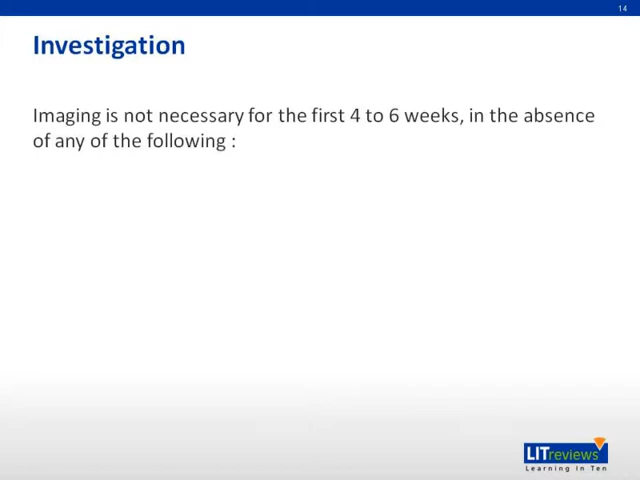 14
Investigation
Imaging is not necessary for the first 4 to 6 weeks, in the absence
of any of the following :
LITreviews
Learning In Ten